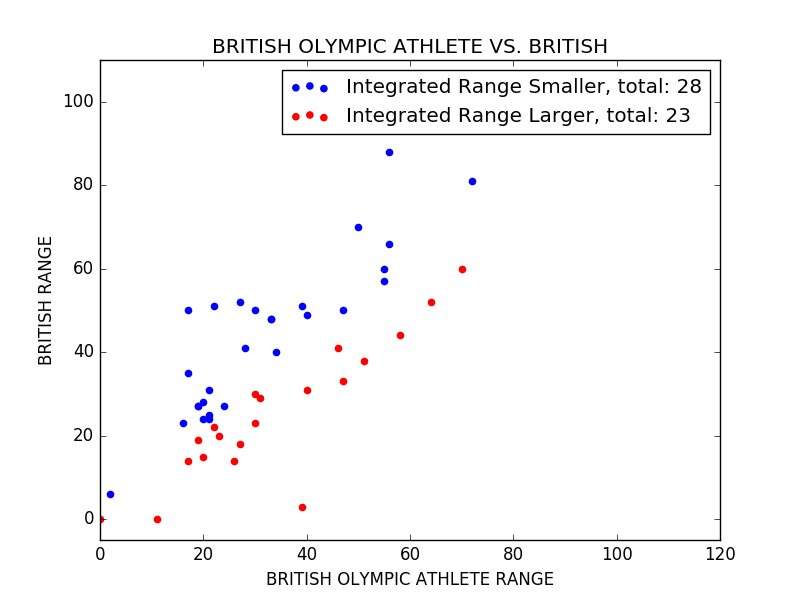 BRITISH OLYMPIC ATHLETE VS. BRITISH
Integrated Range Smaller, total: 28
Integrated Range Larger, total: 23
100
80
60
40
20
0
BRITISH RANGE
0 20 40 60 80 100 120
BRITISH OLYMPIC ATHLETE RANGE